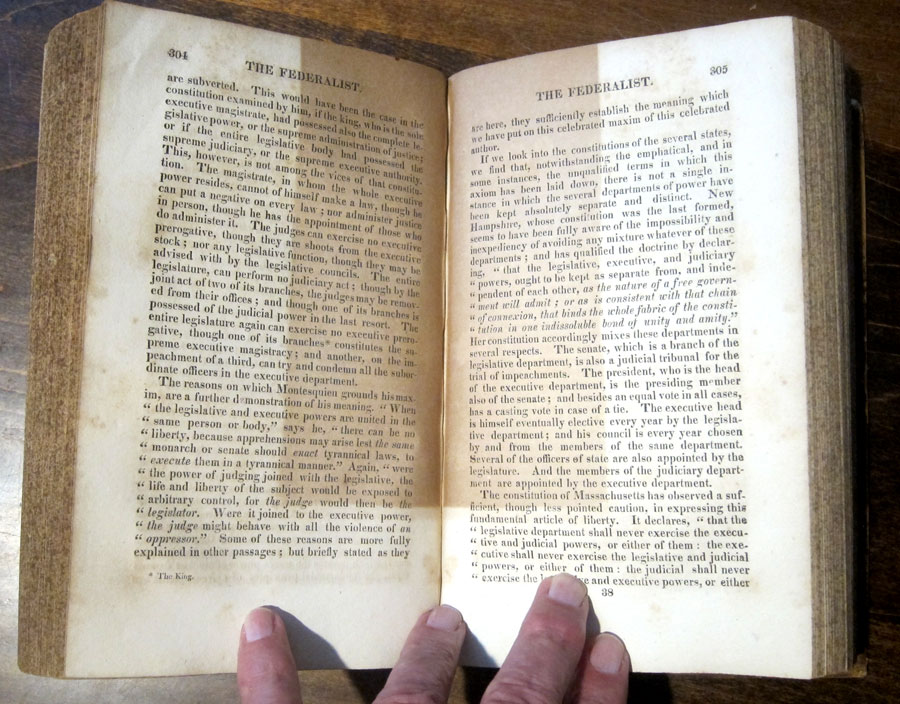 304
THE FEDERALIST.
are subverted. This would have been the case in the
constitution examined by him, if the king, who is the sole
executive magistrate, had possessed also the complete le-
gislative power, or the supreme administration of justice;
or if the entire legislative body had possessed the
supreme judiciary, or the supreme executive authority.
This, however, is not among the vices of that constitu-
tion. The magistrate, in whom the whole executive
power resides, cannot of himself make a law, though he
can put a negative on every law; nor administer justice
in person, though he has the appointment of those who
do administer it. The judges can exercise no executive
prerogative, though they are shoots from the executive
stock; nor any legislative function, though they may be
advised with by the legislative councils. The entire
legislature, can perform no judiciary act; though by the
joint act of two of its branches, the judges may be remov-
ed from their offices; and though one of its branches is
possessed of the judicial power in the last resort. The
entire legislature again can exercise no executive prero-
gative, though one of its branches* constitutes the su-
preme executive magistracy; and another, on the im-
peachment of a third, can try and condemn all the subor-
dinate officers in the executive department.
The reasons on which Montesquieu grounds his max-
im, are a further demonstration of his meaning. “ When
“ the legislative and executive powers are united in the
“ same person or body,” says he, “ there can be no
“ liberty, because apprehensions may arise lest the same
“ monarch or senate should enact tyrannical laws, to
“ execute them in a tyrannical manner.” Again, “ were
“ the power of judging joined with the legislative, the
“ life and liberty of the subject would be exposed to
“ arbitrary control, for the judge would then be the
“ legislator. Were it joined to the executive power,
“ the judge might behave with all the violence of an
“ oppressor.” Some of these reasons are more fully
explained in other passages; but briefly stated as they
* The King.
305
THE FEDERALIST.
are here, they sufficiently establish the meaning which
we have put on this celebrated maxim of this celebrated
author.
If we look into the constitutions of the several states,
we find that, notwithstanding the emphatical, and in
some instances, the unqualified terms in which this
axiom has been laid down, there is not a single in-
stance in which the several departments of power have
been kept absolutely separate and distinct. New
Hampshire, whose constitution was the last formed,
seems to have been fully aware of the impossibility and
inexpediency of avoiding any mixture whatever of these
departments; and has qualified the doctrine by declar-
ing, “ that the legislative, executive, and judiciary
“ powers, ought to be kept as separate from, and inde-
“ pendent of each other, as the nature of a free govern-
“ ment will admit; or as is consistent with that chain
“ of connexion, that binds the whole fabric of the consti-
“ tution in one indissoluble bond of unity and amity.”
Her constitution accordingly mixes these departments in
several respects. The senate, which is a branch of the
legislative department, is also a judicial tribunal for the
trial of impeachments. The president, who is the head
of the executive department, is the presiding member
also of the senate; and besides an equal vote in all cases,
has a casting vote in case of a tie. The executive head
is himself eventually elective every year by the legisla-
tive department; and his council is every year chosen
by and from the members of the same department.
Several of the officers of state are also appointed by the
legislature. And the members of the judiciary depart-
ment are appointed by the executive department.
The constitution of Massachusetts has observed a suf-
ficient, though less pointed caution, in expressing this
fundamental article of liberty. It declares, “ that the
“ legislative department shall never exercise the execu-
“ tive and judicial powers, or either of them: the exe-
“ cutive shall never exercise the legislative and judicial
“ powers, or either of them: the judicial shall never
“ exercise the and executive powers, or either
38